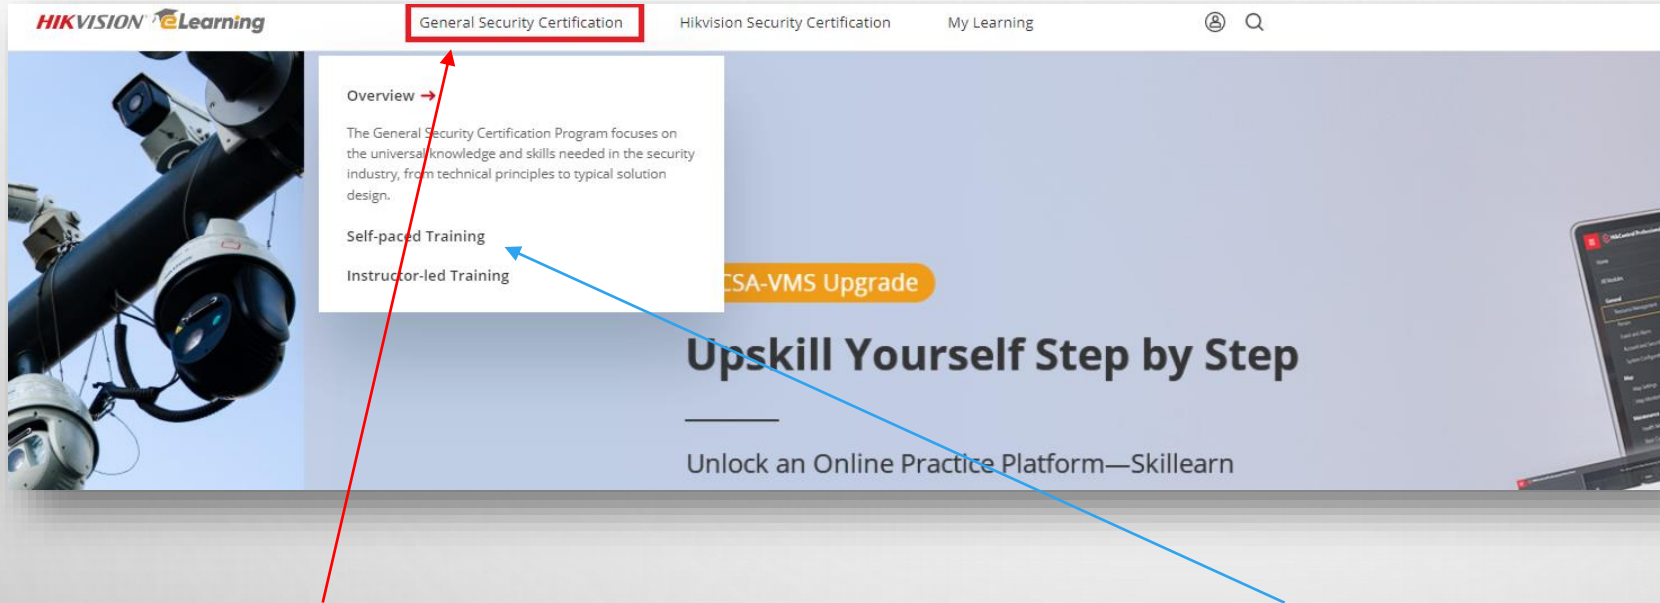 HIKVISION eLearning
General Security Certification
Hikvision Security Certification
My Learning
Overview →
The General Security Certification Program focuses on
the universal knowledge and skills needed in the security
industry, from technical principles to typical solution
design.
Self-paced Training
Instructor-led Training
CSA-VMS Upgrade
Upskill Yourself Step by Step
Unlock an Online Practice Platform—Skillearn
HikCentral Professional